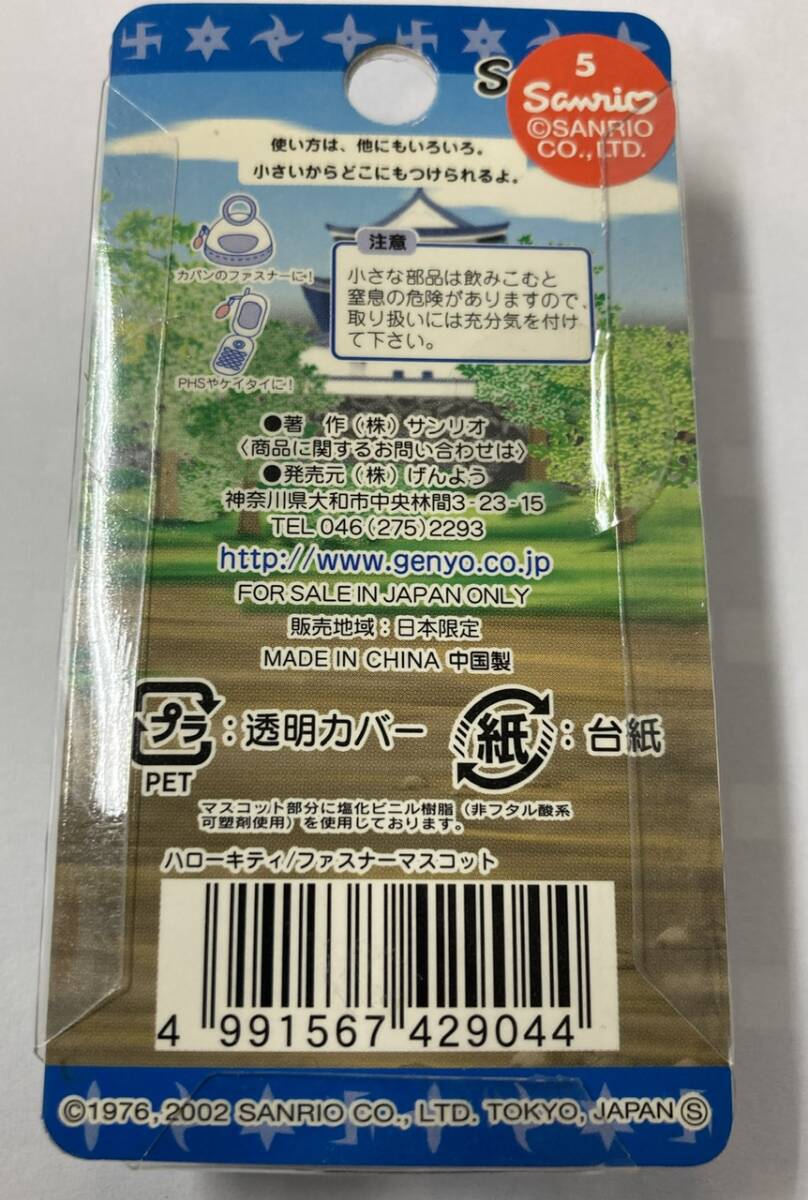 S
5
Sanrio
©SANRIO
CO., LTD.
使い方は、他にもいろいろ。
小さいからどこにもつけられるよ。
カバンのファスナーに!
PHSやケイタイに!
注意
小さな部品は飲みこむと
窒息の危険がありますので、
取り扱いには充分気を付け
て下さい。
●著 作(株)サンリオ
〈商品に関するお問い合わせは〉
●発売元(株)げんよう
神奈川県大和市中央林間3-23-15
TEL 046(275)2293
http://www.genyo.co.jp
FOR SALE IN JAPAN ONLY
販売地域:日本限定
MADE IN CHINA 中国製
プラ:透明カバー
PET
紙:台紙
マスコット部分に塩化ビニル樹脂(非フタル酸系
可塑剤使用)を使用しております。
ハローキティ/ファスナーマスコット
4 991567 429044
©1976, 2002 SANRIO CO., LTD. TOKYO, JAPAN Ⓢ